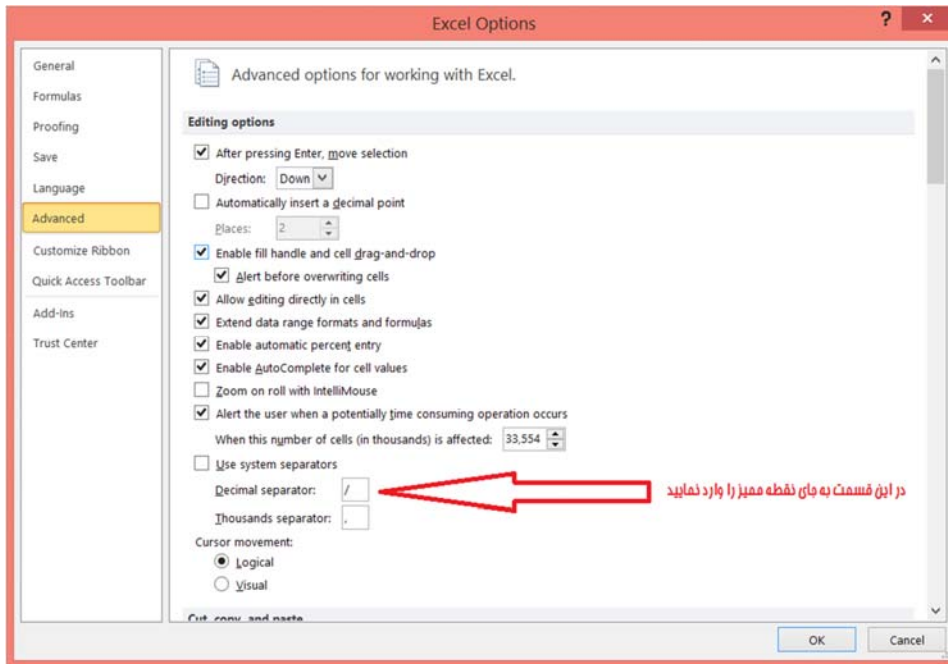 Excel Options
?
×
General
Formulas
Proofing
Save
Language
Advanced
Customize Ribbon
Quick Access Toolbar
Add-Ins
Trust Center
Advanced options for working with Excel.
Editing options
After pressing Enter, move selection
Direction: Down
Automatically insert a decimal point
Places: 2
Enable fill handle and cell drag-and-drop
Alert before overwriting cells
Allow editing directly in cells
Extend data range formats and formulas
Enable automatic percent entry
Enable AutoComplete for cell values
Zoom on roll with IntelliMouse
Alert the user when a potentially time consuming operation occurs
When this number of cells (in thousands) is affected: 33,554
Use system separators
Decimal separator: /
در این قسمت به جای نقطه ممیز را وارد نمایید
Thousands separator: ,
Cursor movement:
Logical
Visual
Cut, copy, and paste
OK
Cancel